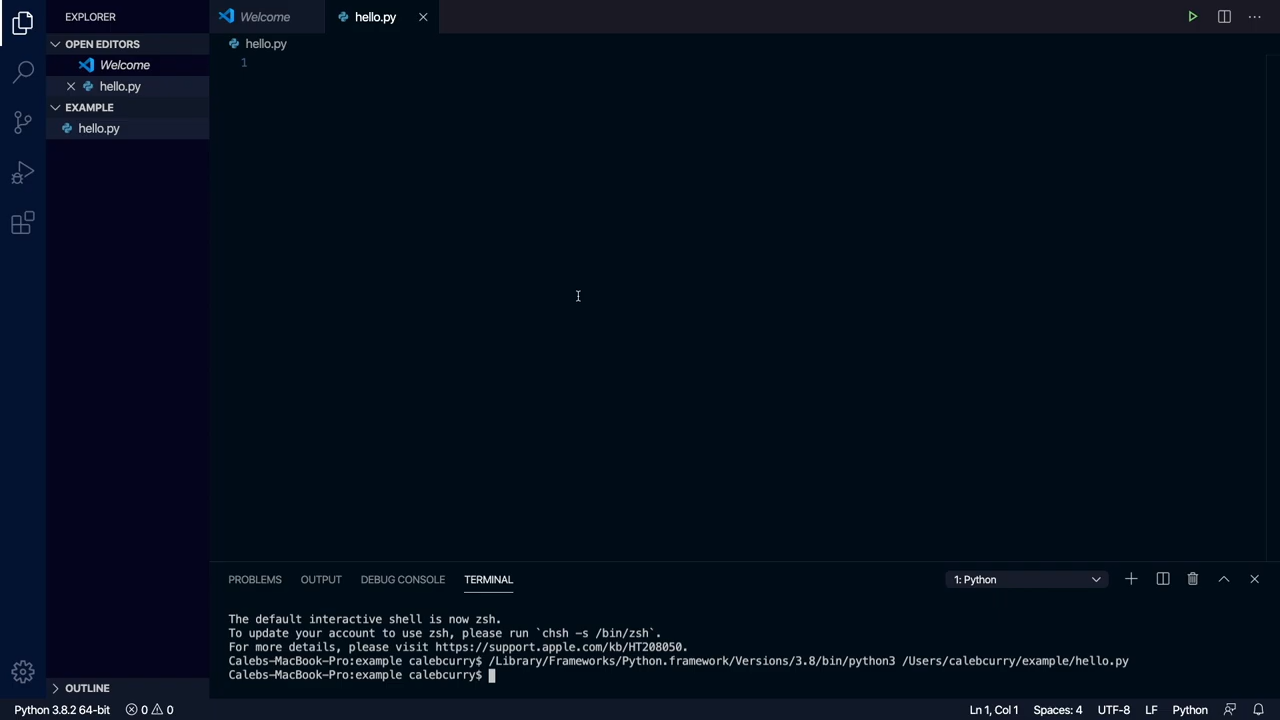 EXPLORER
Welcome
hello.py
OPEN EDITORS
Welcome
hello.py
EXAMPLE
hello.py
hello.py
1
PROBLEMS OUTPUT DEBUG CONSOLE TERMINAL
1: Python
The default interactive shell is now zsh.
To update your account to use zsh, please run `chsh -s /bin/zsh`.
For more details, please visit https://support.apple.com/kb/HT208050.
Calebs-MacBook-Pro:example calebcurry$ /Library/Frameworks/Python.framework/Versions/3.8/bin/python3 /Users/calebcurry/example/hello.py
Calebs-MacBook-Pro:example calebcurry$
OUTLINE
Python 3.8.2 64-bit 0 0 Ln 1, Col 1 Spaces: 4 UTF-8 LF Python